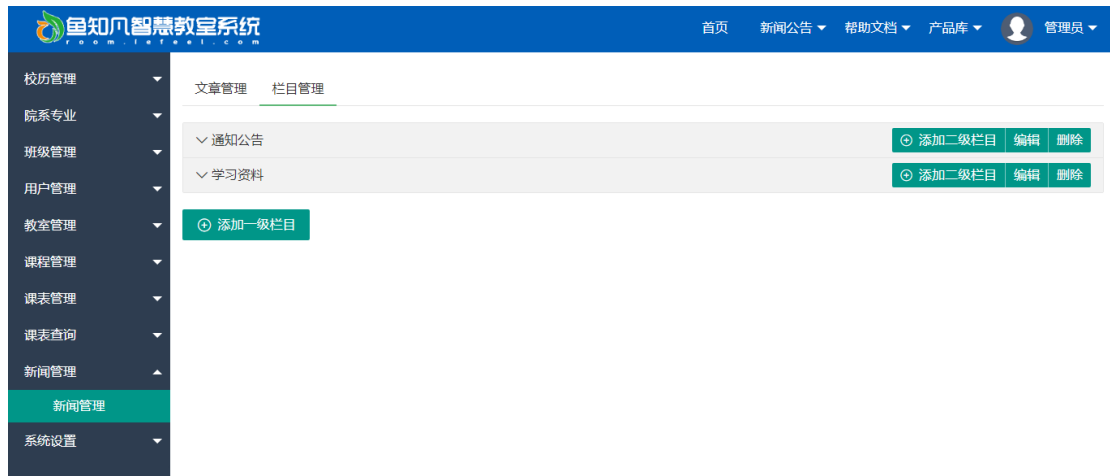 鱼知凡智慧教室系统
room.lefeel.com
首页 新闻公告 帮助文档 产品库 管理员
校历管理
院系专业
班级管理
用户管理
教室管理
课程管理
课表管理
课表查询
新闻管理
新闻管理
系统设置
文章管理 栏目管理
通知公告 添加二级栏目 编辑 删除
学习资料 添加二级栏目 编辑 删除
添加一级栏目